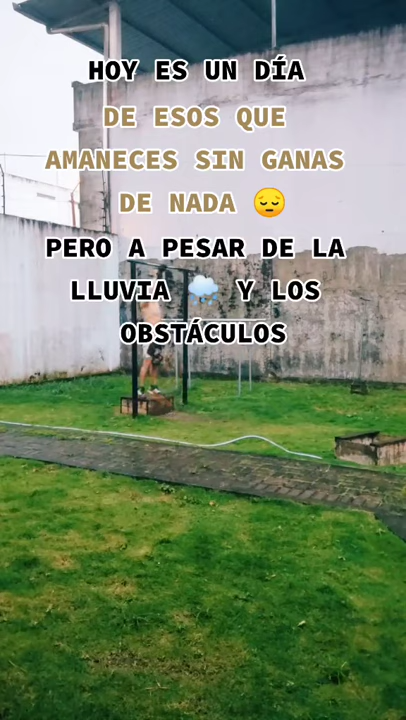 HOY ES UN DÍA
DE ESOS QUE
AMANECES SIN GANAS
DE NADA 😔
PERO A PESAR DE LA
LLUVIA 🌧️ Y LOS
OBSTÁCULOS